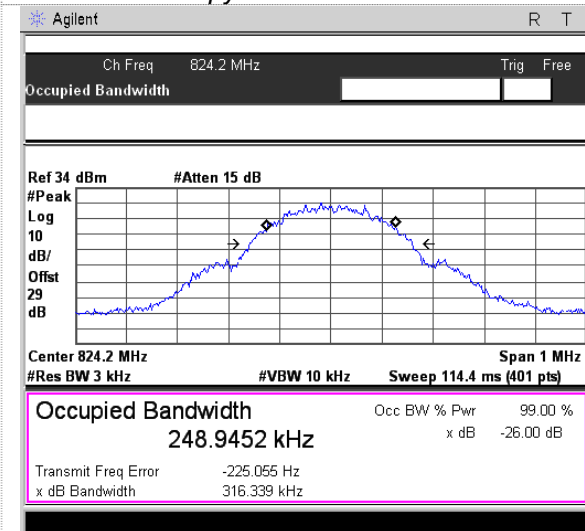 Agilent R T
Ch Freq 824.2 MHz Trig Free
Occupied Bandwidth
Ref 34 dBm #Atten 15 dB
#Peak
Log
10
dB/
Offst
29
dB
Center 824.2 MHz Span 1 MHz
#Res BW 3 kHz #VBW 10 kHz Sweep 114.4 ms (401 pts)
Occupied Bandwidth Occ BW % Pwr 99.00 %
248.9452 kHz x dB -26.00 dB
Transmit Freq Error -225.055 Hz
x dB Bandwidth 316.339 kHz